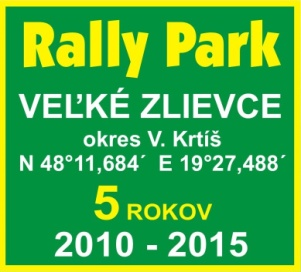 Rally Park
VEĽKÉ ZLIEVCE
okres V. Krtíš
N 48°11,684´ E 19°27,488´
5 ROKOV
2010 - 2015